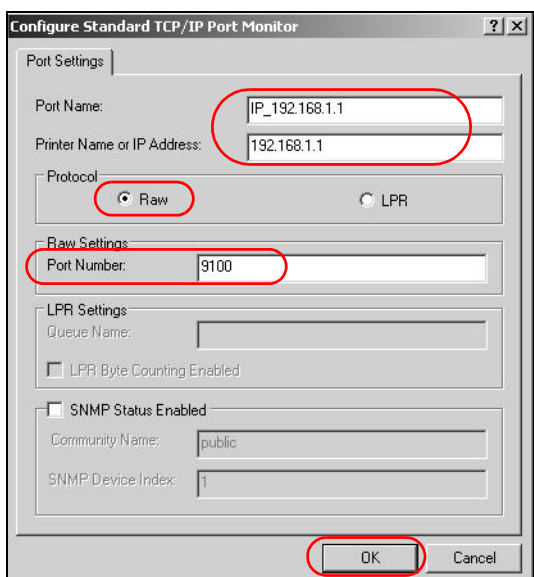 Configure Standard TCP/IP Port Monitor
Port Settings
Port Name: IP_192.168.1.1
Printer Name or IP Address: 192.168.1.1
Protocol
Raw LPR
Raw Settings
Port Number: 9100
LPR Settings
Queue Name:
LPR Byte Counting Enabled
SNMP Status Enabled
Community Name: public
SNMP Device Index: 1
OK Cancel